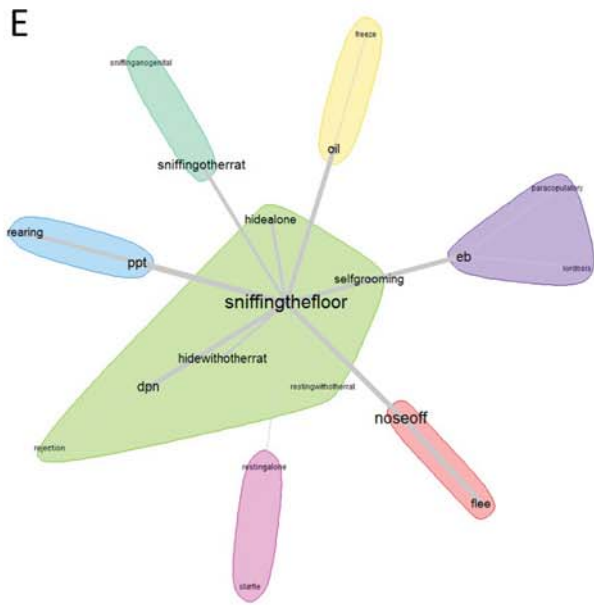 E
freeze
sniffinganogenital
oil
sniffingotherrat
paracopulatory
hidealone
rearing
eb
ppt
lordosis
selfgrooming
sniffingthefloor
hidewithotherrat
dpn
restingwithotherrat
noseoff
rejection
restingalone
flee
startle